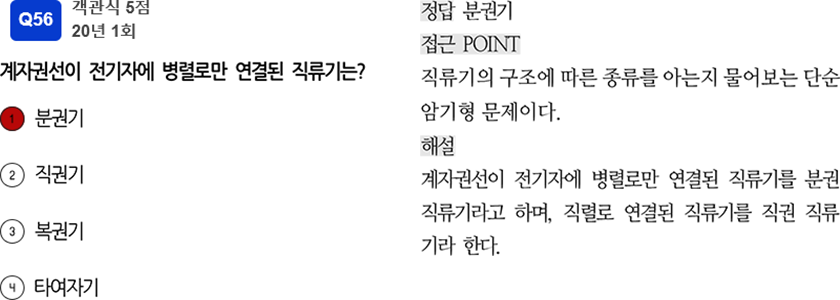 Q56
객관식 5점
20년 1회
계자권선이 전기자에 병렬로만 연결된 직류기는?
1 분권기
2 직권기
3 복권기
4 타여자기
정답 분권기
접근 POINT
직류기의 구조에 따른 종류를 아는지 물어보는 단순
암기형 문제이다.
해설
계자권선이 전기자에 병렬로만 연결된 직류기를 분권
직류기라고 하며, 직렬로 연결된 직류기를 직권 직류
기라 한다.